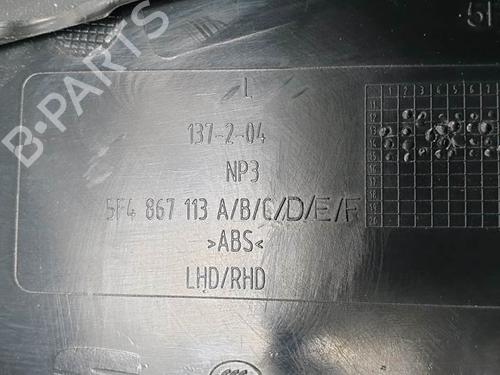 B-PARTS
L
137-2-04
NP3
5F4 867 113 A/B/C/D/E/F
>ABS<
LHD/RHD